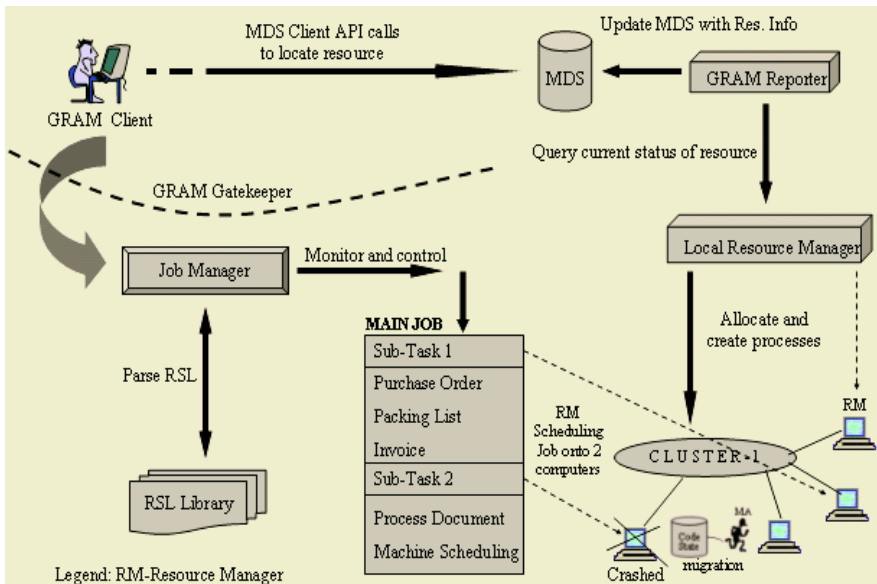 MDS Client API calls
to locate resource
Update MDS with Res. Info
MDS
GRAM Reporter
GRAM Client
Query current status of resource
GRAM Gatekeeper
Local Resource Manager
Job Manager
Monitor and control
Allocate and
create processes
MAIN JOB
Sub-Task 1
Purchase Order
Packing List
Invoice
Sub-Task 2
Process Document
Machine Scheduling
Parse RSL
RM
Scheduling
Job onto 2
computers
RM
CLUSTER-1
RSL Library
Code
State
MA
migration
Crashed
Legend: RM-Resource Manager